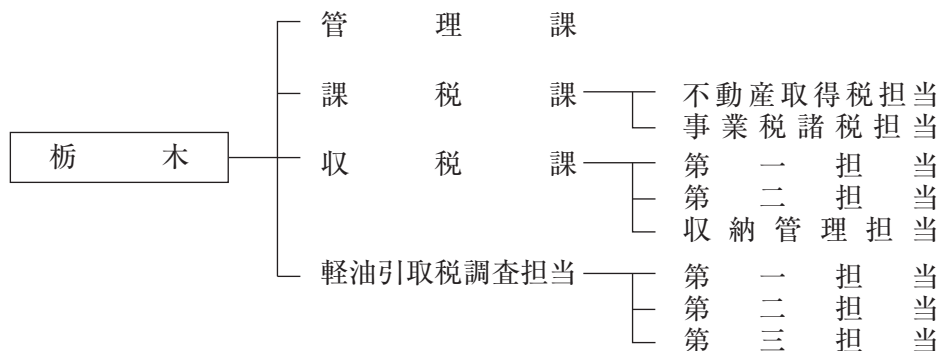 管理課
課税課
不動産取得税担当
事業税諸税担当
栃木
収税課
第一担当
第二担当
収納管理担当
軽油引取税調査担当
第一担当
第二担当
第三担当